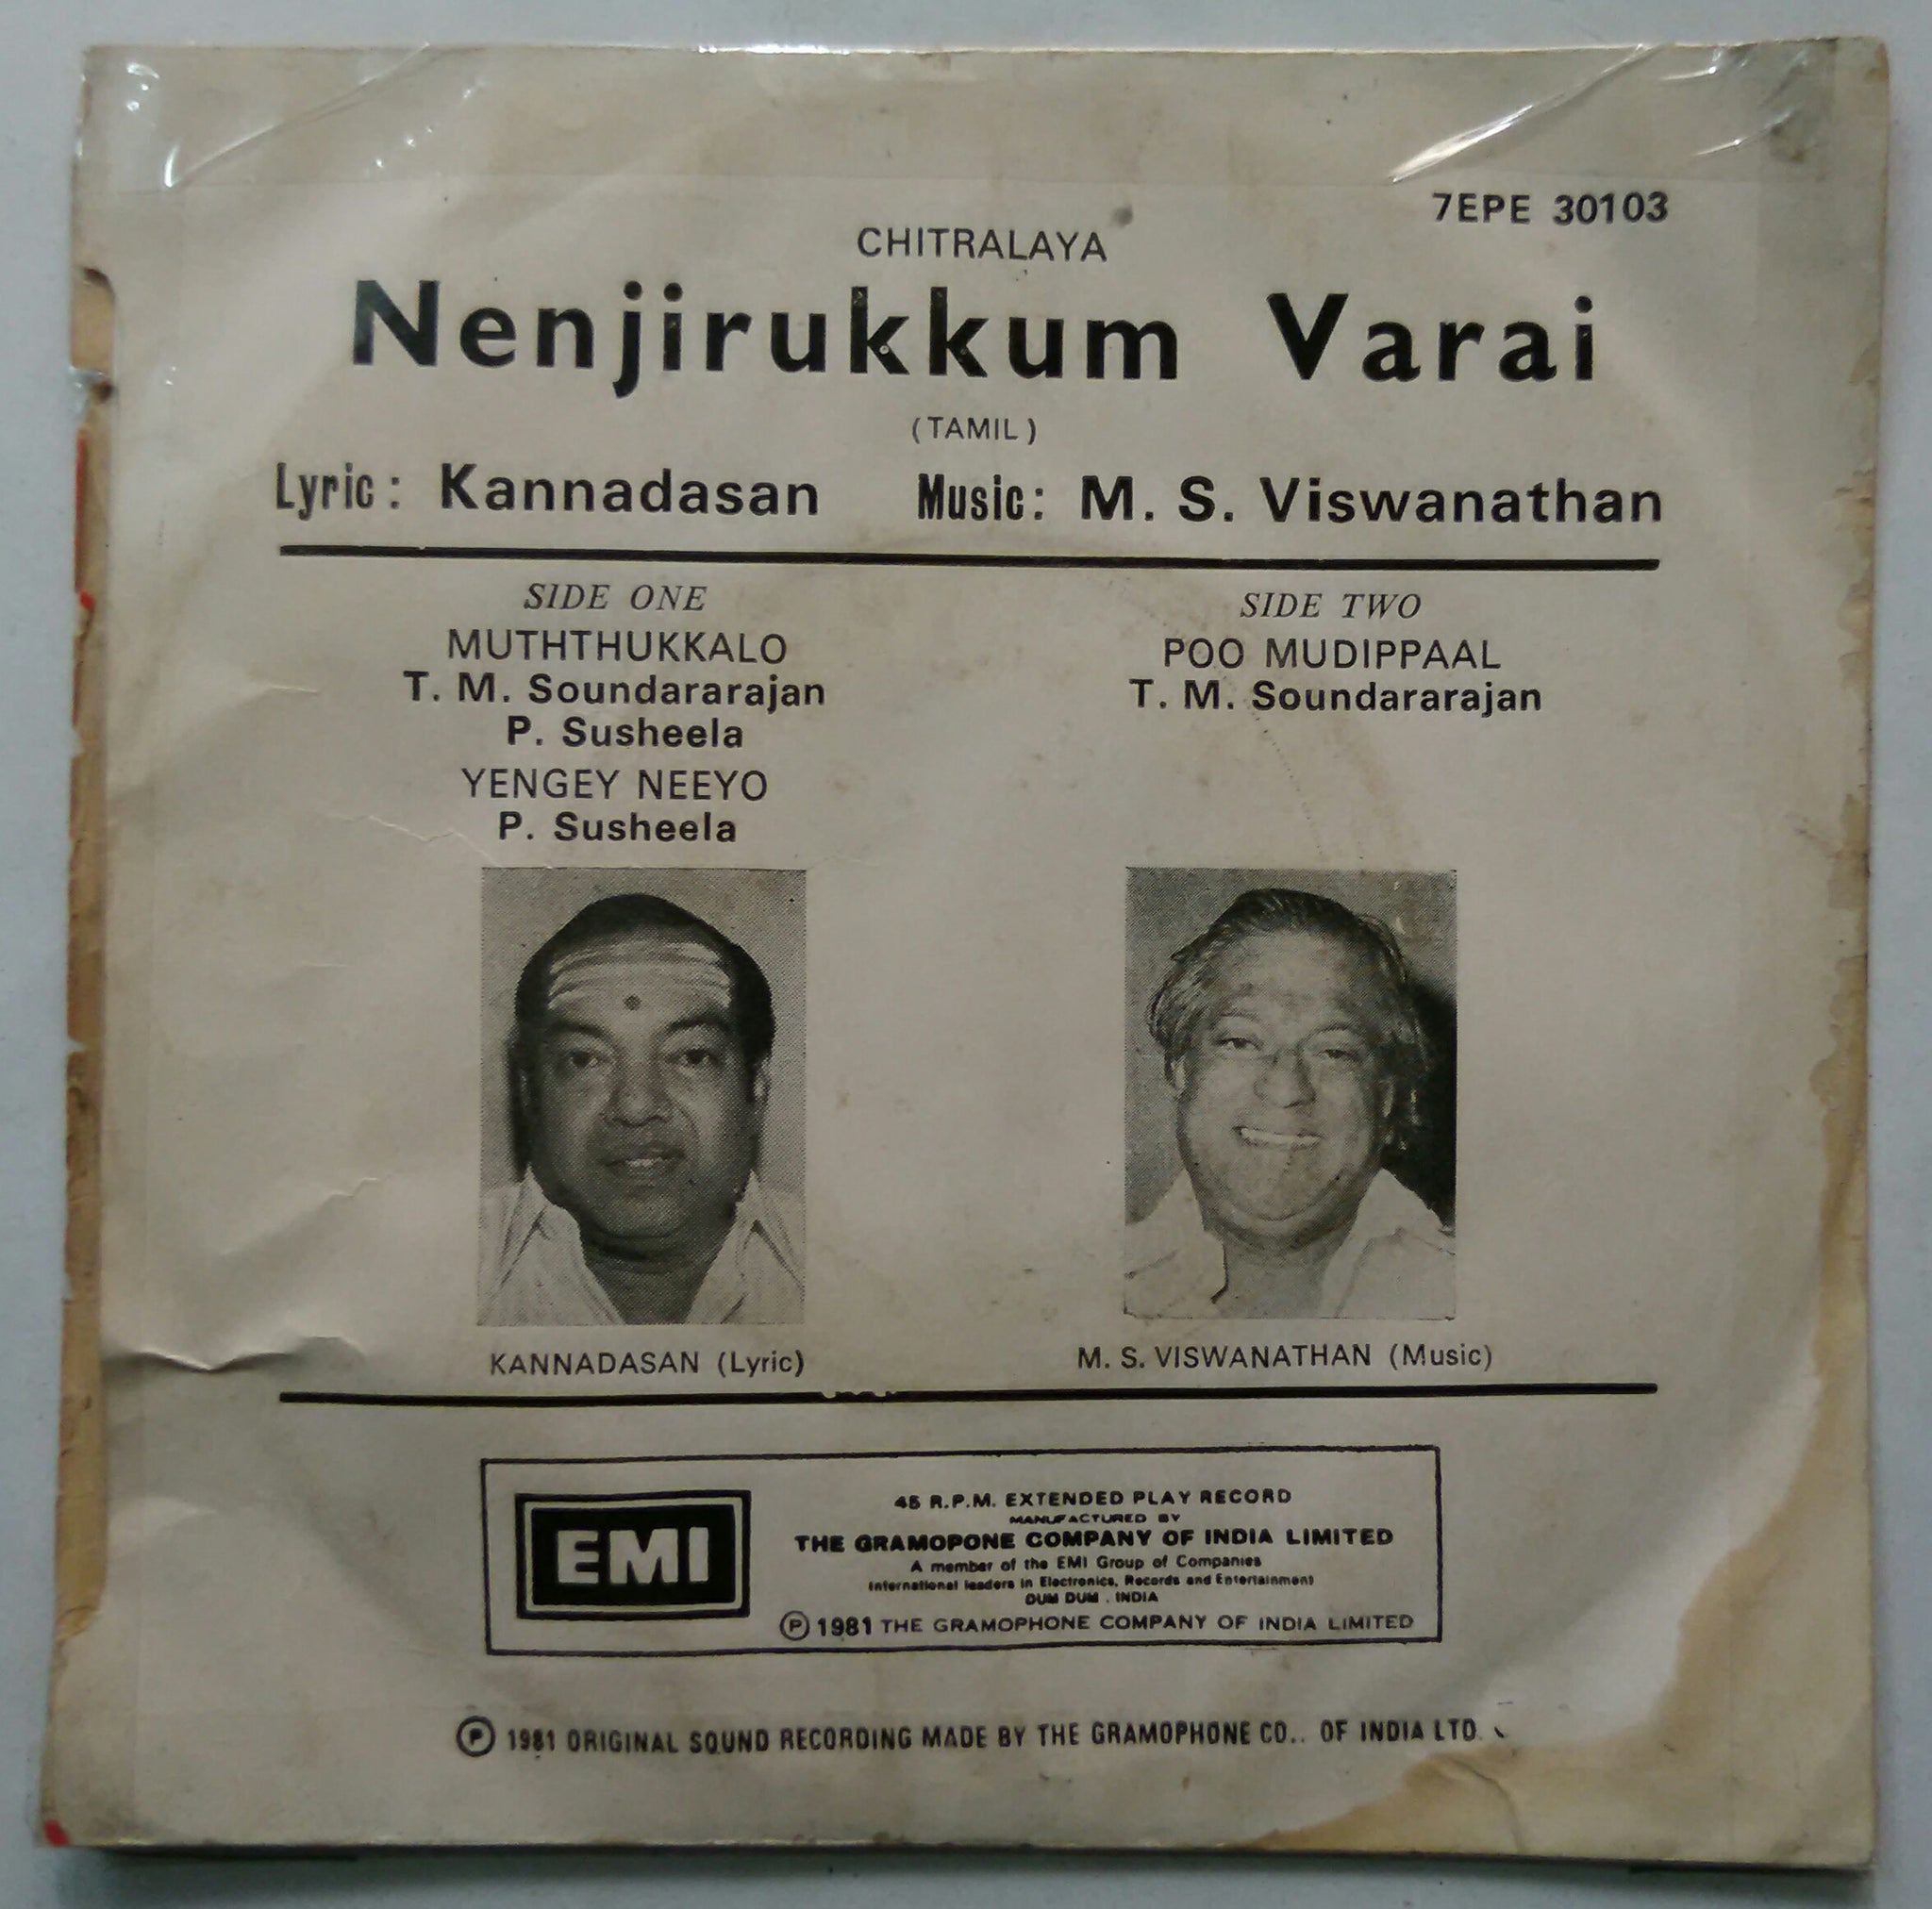 7EPE 30103
CHITRALAYA
Nenjirukkum Varai
(TAMIL)
Lyric: Kannadasan Music: M. S. Viswanathan
SIDE ONE
MUTHTHUKKALO
T. M. Soundararajan
P. Susheela
YENGEY NEEYO
P. Susheela
SIDE TWO
POO MUDIPPAAL
T. M. Soundararajan
KANNADASAN (Lyric)
M. S. VISWANATHAN (Music)
EMI
45 R.P.M. EXTENDED PLAY RECORD
MANUFACTURED BY
THE GRAMOPONE COMPANY OF INDIA LIMITED
A member of the EMI Group of Companies
International leaders in Electronics, Records and Entertainment
DUM DUM . INDIA
Ⓟ 1981 THE GRAMOPHONE COMPANY OF INDIA LIMITED
Ⓟ 1981 ORIGINAL SOUND RECORDING MADE BY THE GRAMOPHONE CO.. OF INDIA LTD